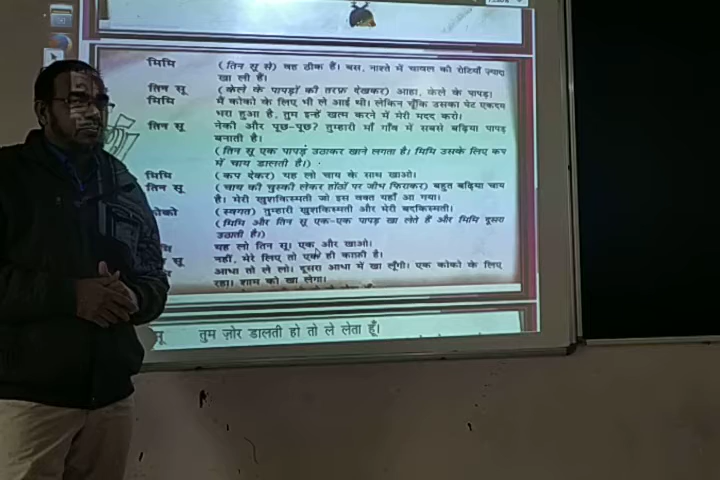 मिमि (तिन सू से) वह ठीक है। बस, नाश्ते में चावल की रोटियाँ ज़्यादा
खा ली हैं।
तिन सू (केले के पापड़ों की तरफ़ देखकर) आहा, केले के पापड़!
मिमि मैं कोको के लिए भी ले आई थी। लेकिन चूँकि उसका पेट एकदम
भरा हुआ है, तुम इन्हें खत्म करने में मेरी मदद करो।
तिन सू नेकी और पूछ-पूछ? तुम्हारी माँ गाँव में सबसे बढ़िया पापड़
बनाती है।
(तिन सू एक पापड़ उठाकर खाने लगता है। मिमि उसके लिए कप
में चाय डालती है।)
मिमि (कप देकर) यह लो चाय के साथ खाओ।
तिन सू (चाय की चुस्की लेकर होंठों पर जीभ फिराकर) बहुत बढ़िया चाय
है। मेरी खुशकिस्मती जो इस वक्त यहाँ आ गया।
कोको (स्वगत) तुम्हारी खुशकिस्मती और मेरी बदकिस्मती।
(मिमि और तिन सू एक-एक पापड़ खा लेते हैं और मिमि दूसरा
उठाती है।)
यह लो तिन सू। एक और खाओ।
सू नहीं, मेरे लिए तो एक ही काफ़ी है।
आधा तो ले लो। दूसरा आधा मैं खा लूँगी। एक कोको के लिए
रहा। शाम को खा लेगा।
सू तुम ज़ोर डालती हो तो ले लेता हूँ।